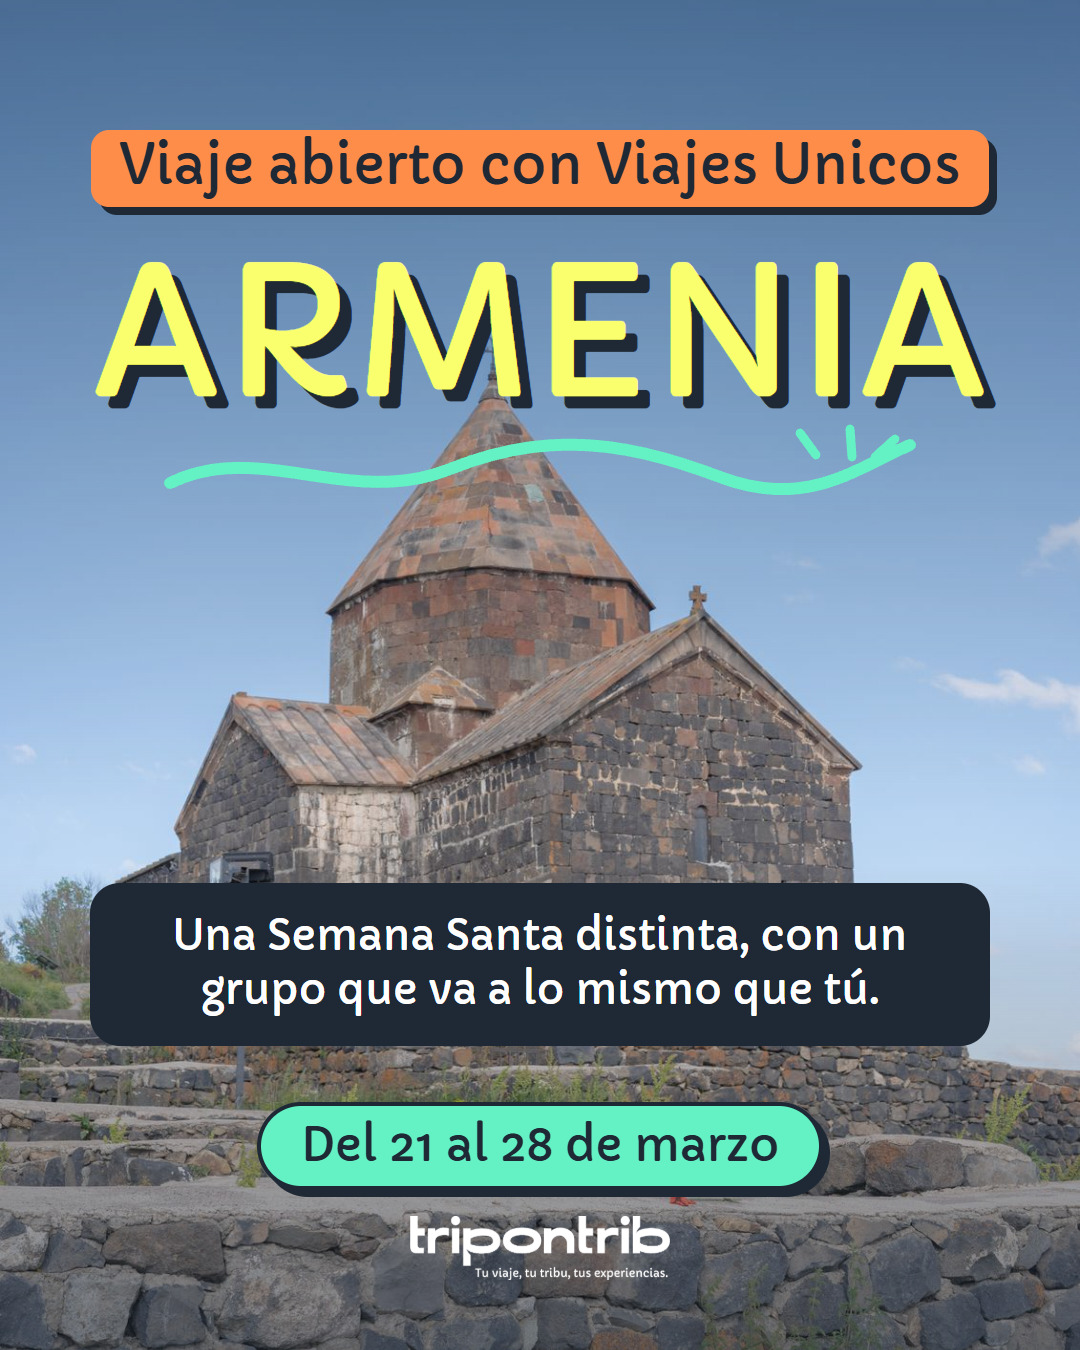 Viaje abierto con Viajes Unicos
ARMENIA
Una Semana Santa distinta, con un
grupo que va a lo mismo que tú.
Del 21 al 28 de marzo
tripontrib
Tu viaje, tu tribu, tus experiencias.